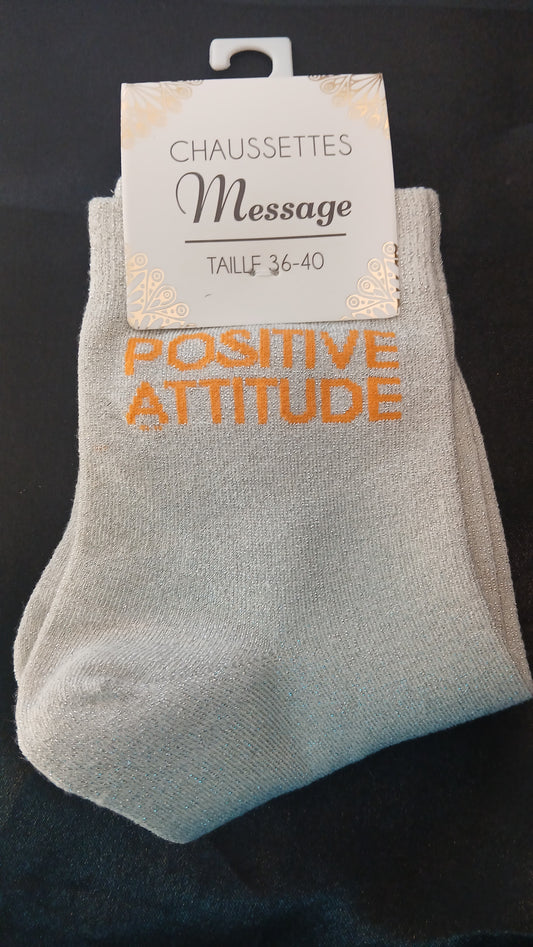 CHAUSSETTES
Message
TAILLE 36-40
POSITIVE
ATTITUDE